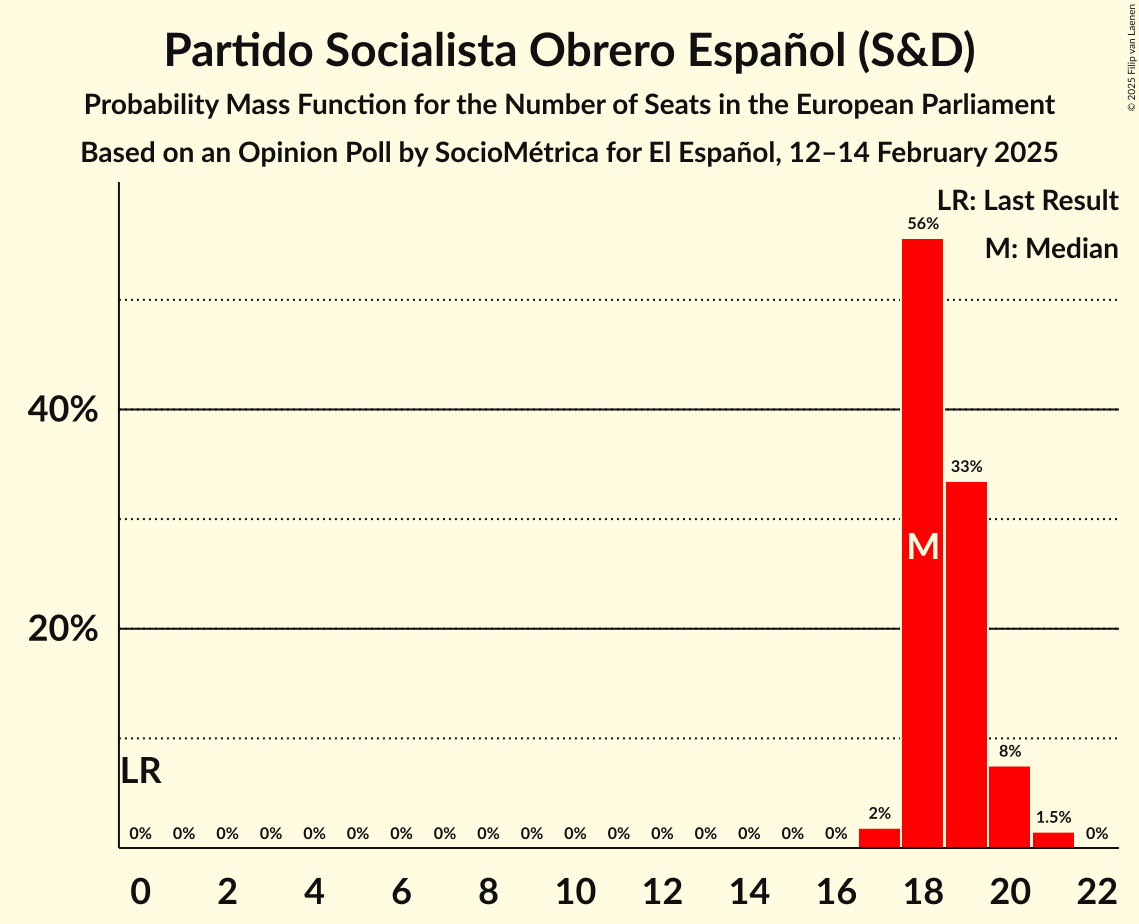 Partido Socialista Obrero Español (S&D)
Probability Mass Function for the Number of Seats in the European Parliament
Based on an Opinion Poll by SocioMétrica for El Español, 12–14 February 2025
© 2025 Filip van Laenen
LR: Last Result
M: Median
56%
40%
33%
M
20%
LR
8%
2%
1.5%
0% 0% 0% 0% 0% 0% 0% 0% 0% 0% 0% 0% 0% 0% 0% 0% 0% 0%
0 2 4 6 8 10 12 14 16 18 20 22